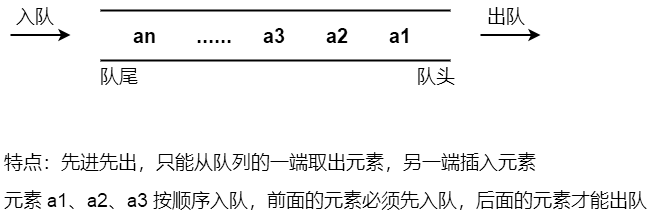 入队 出队
an ...... a3 a2 a1
队尾 队头
特点：先进先出，只能从队列的一端取出元素，另一端插入元素
元素 a1、a2、a3 按顺序入队，前面的元素必须先入队，后面的元素才能出队